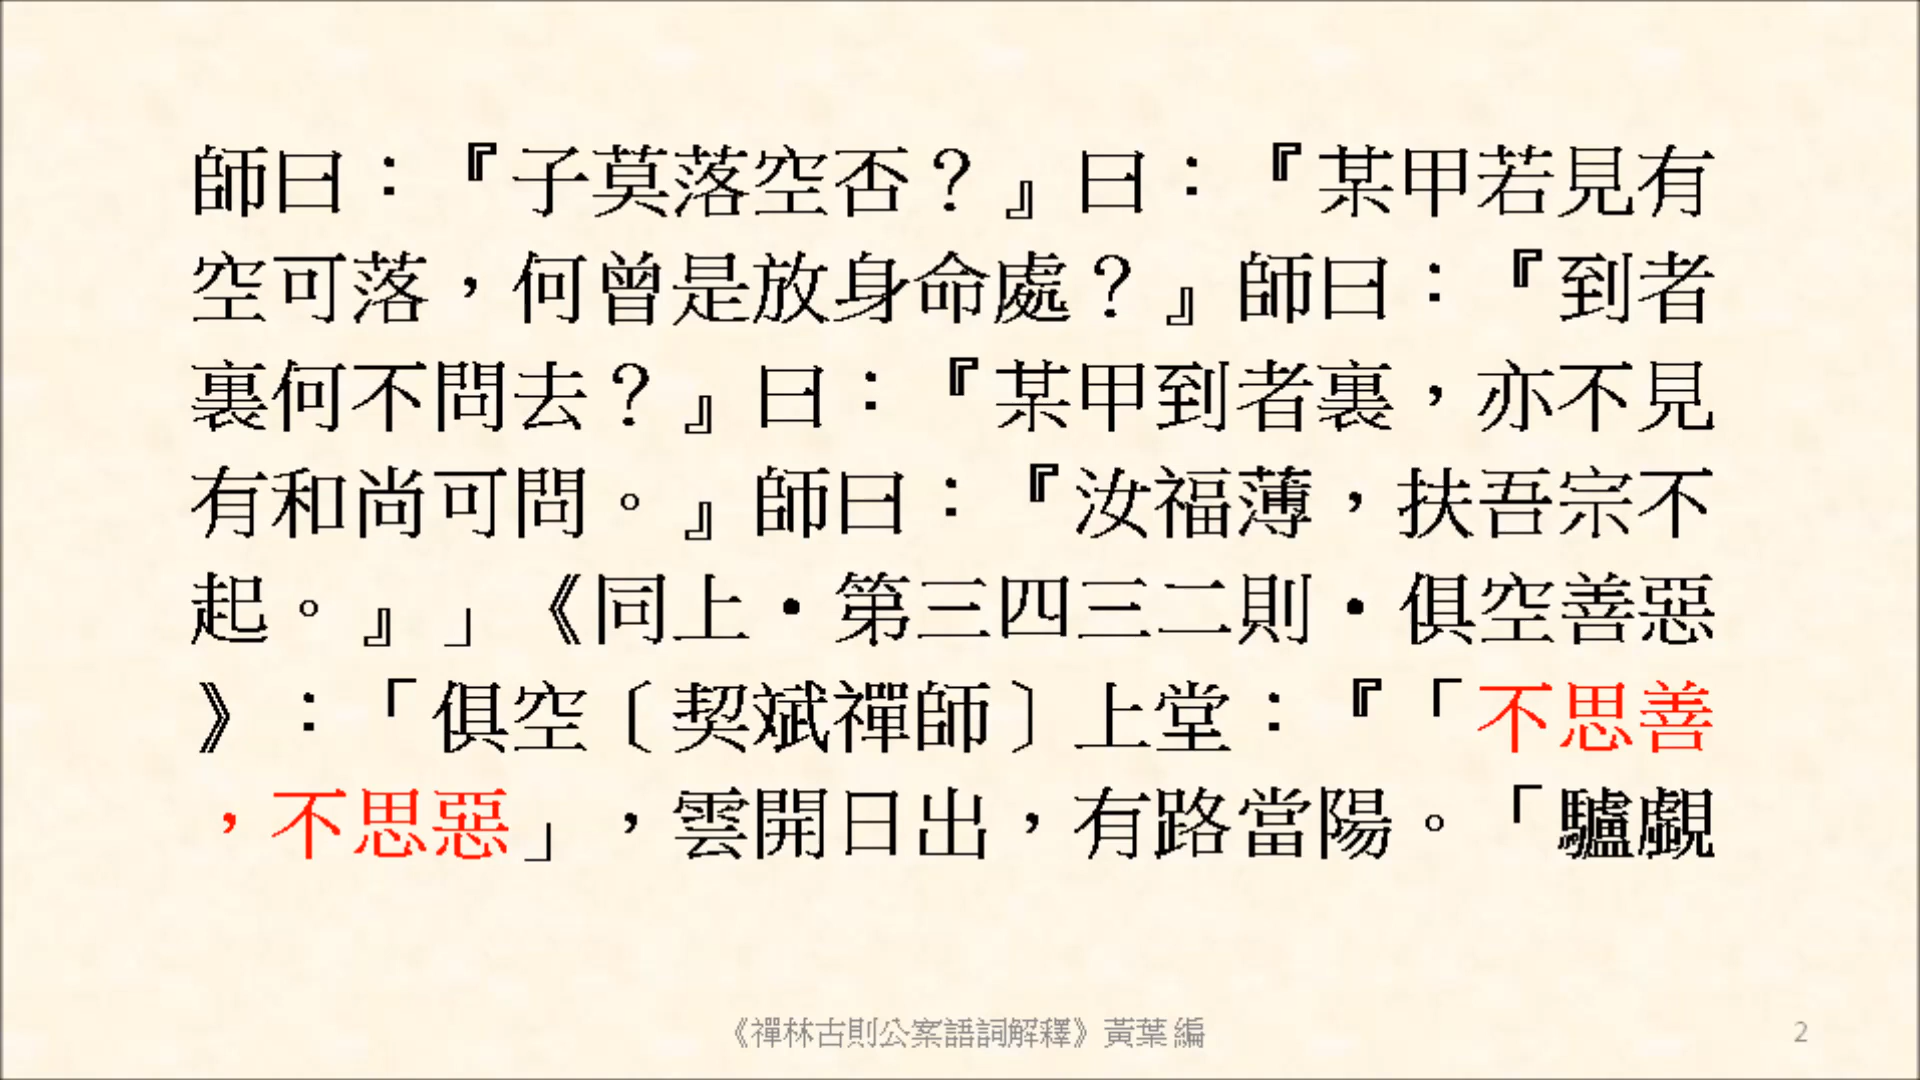 師曰：『子莫落空否？』曰：『某甲若見有
空可落，何曾是放身命處？』師曰：『到者
裏何不問去？』曰：『某甲到者裏，亦不見
有和尚可問。』師曰：『汝福薄，扶吾宗不
起。』」《同上·第三四三二則·俱空善惡
》：「俱空〔契斌禪師〕上堂：『「不思善
，不思惡」，雲開日出，有路當陽。「驢覷
《禪林古則公案語詞解釋》黃葉 編
2